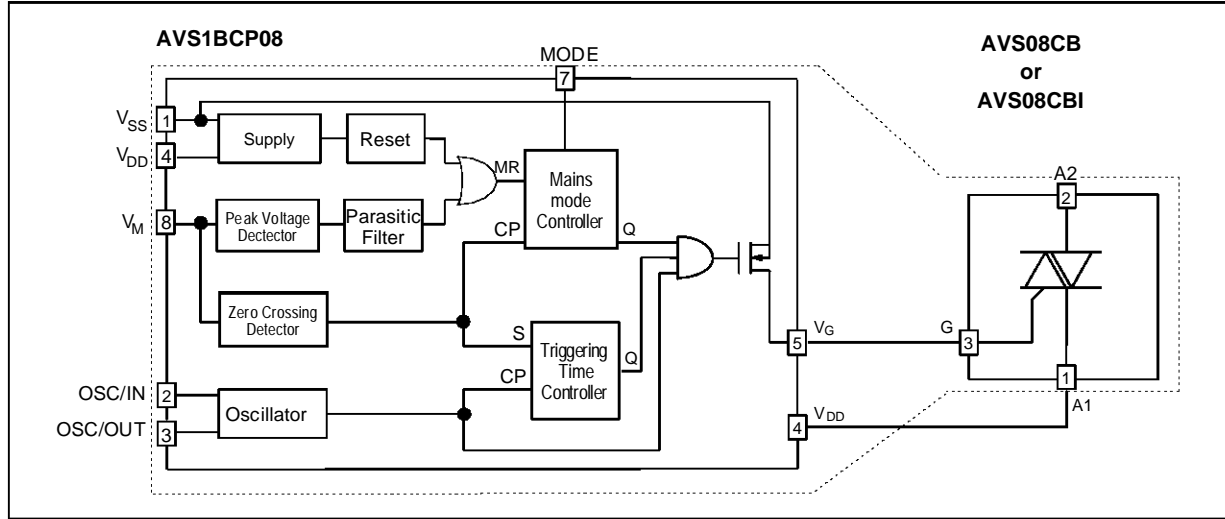 AVS1BCP08
AVS08CB
or
AVS08CBI
MODE
7
VSS
1
VDD
4
Supply
Reset
MR
Mains
mode
Controller
VM
8
Peak Voltage
Dectector
Parasitic
Filter
CP
Q
A2
2
Zero Crossing
Detector
S
CP
Triggering
Time
Controller
Q
5
VG
G
3
OSC/IN
2
OSC/OUT
3
Oscillator
4
VDD
1
A1